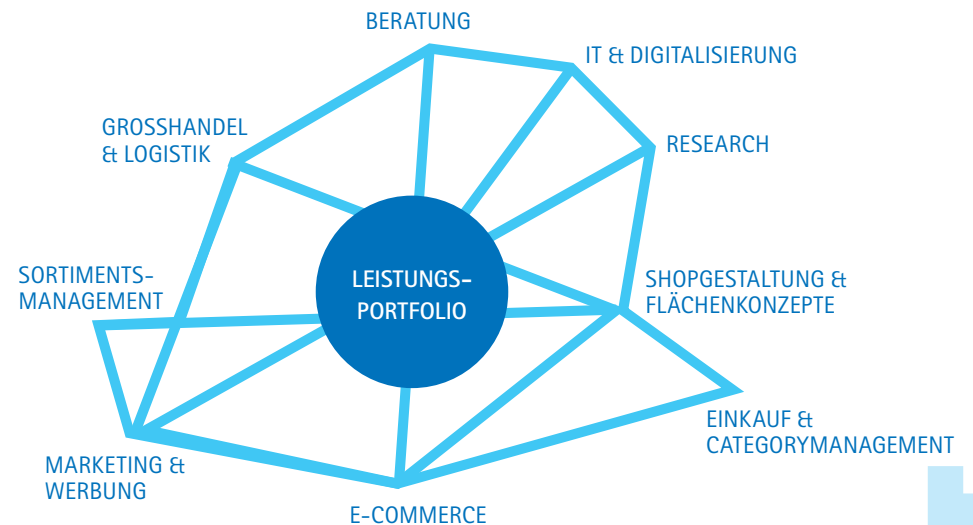 BERATUNG
IT & DIGITALISIERUNG
GROSSHANDEL
& LOGISTIK
RESEARCH
SORTIMENTS-
MANAGEMENT
LEISTUNGS-
PORTFOLIO
SHOPGESTALTUNG &
FLÄCHENKONZEPTE
EINKAUF &
CATEGORYMANAGEMENT
MARKETING &
WERBUNG
E-COMMERCE